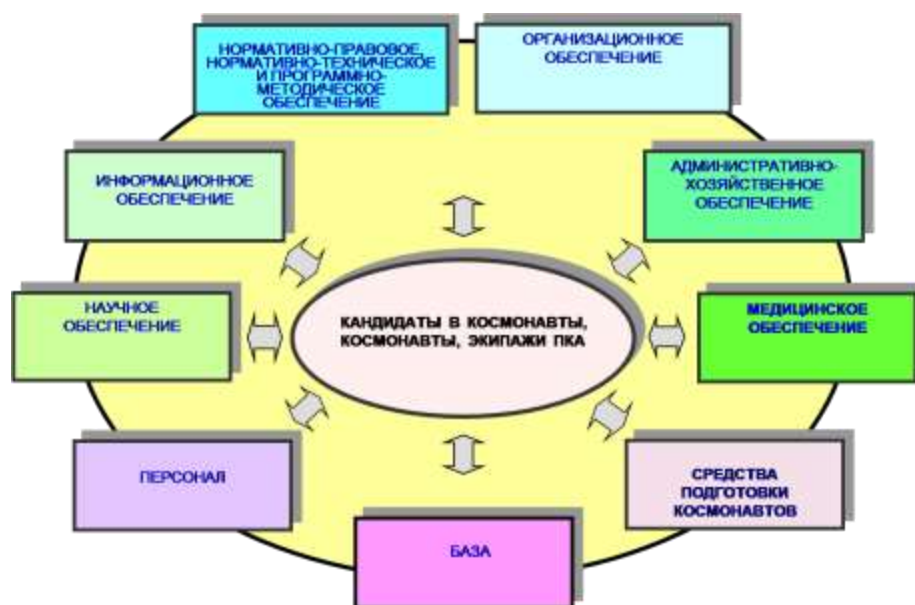 НОРМАТИВНО-ПРАВОВОЕ,
НОРМАТИВНО-ТЕХНИЧЕСКОЕ
И ПРОГРАММНО-
МЕТОДИЧЕСКОЕ
ОБЕСПЕЧЕНИЕ
ОРГАНИЗАЦИОННОЕ
ОБЕСПЕЧЕНИЕ
ИНФОРМАЦИОННОЕ
ОБЕСПЕЧЕНИЕ
АДМИНИСТРАТИВНО-
ХОЗЯЙСТВЕННОЕ
ОБЕСПЕЧЕНИЕ
НАУЧНОЕ
ОБЕСПЕЧЕНИЕ
КАНДИДАТЫ В КОСМОНАВТЫ,
КОСМОНАВТЫ, ЭКИПАЖИ ПКА
МЕДИЦИНСКОЕ
ОБЕСПЕЧЕНИЕ
ПЕРСОНАЛ
СРЕДСТВА
ПОДГОТОВКИ
КОСМОНАВТОВ
БАЗА